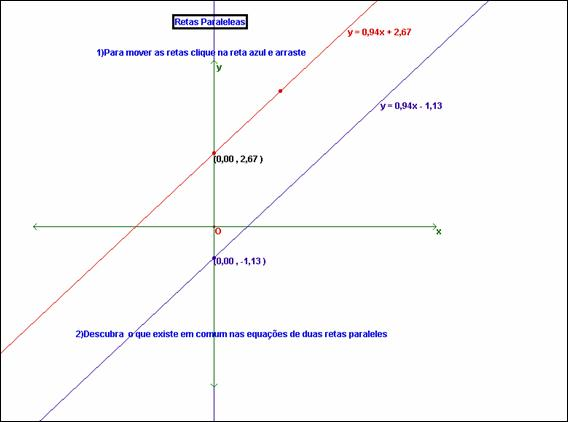 Retas Paraleleas
1)Para mover as retas clique na reta azul e arraste
y = 0,94x + 2,67
y
y = 0,94x - 1,13
(0,00 , 2,67 )
O
x
(0,00 , -1,13 )
2)Descubra o que existe em comum nas equações de duas retas paraleles